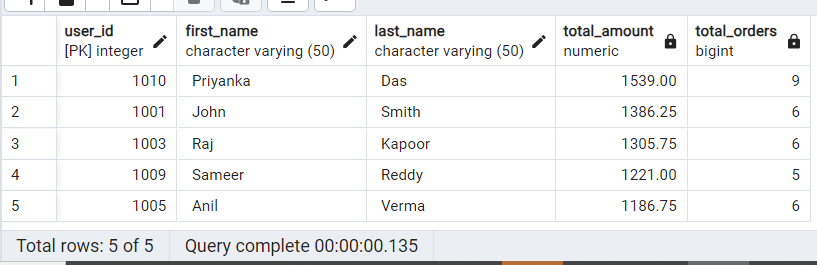 user_id first_name last_name total_amount total_orders
[PK] integer character varying (50) character varying (50) numeric bigint
1 1010 Priyanka Das 1539.00 9
2 1001 John Smith 1386.25 6
3 1003 Raj Kapoor 1305.75 6
4 1009 Sameer Reddy 1221.00 5
5 1005 Anil Verma 1186.75 6
Total rows: 5 of 5 Query complete 00:00:00.135